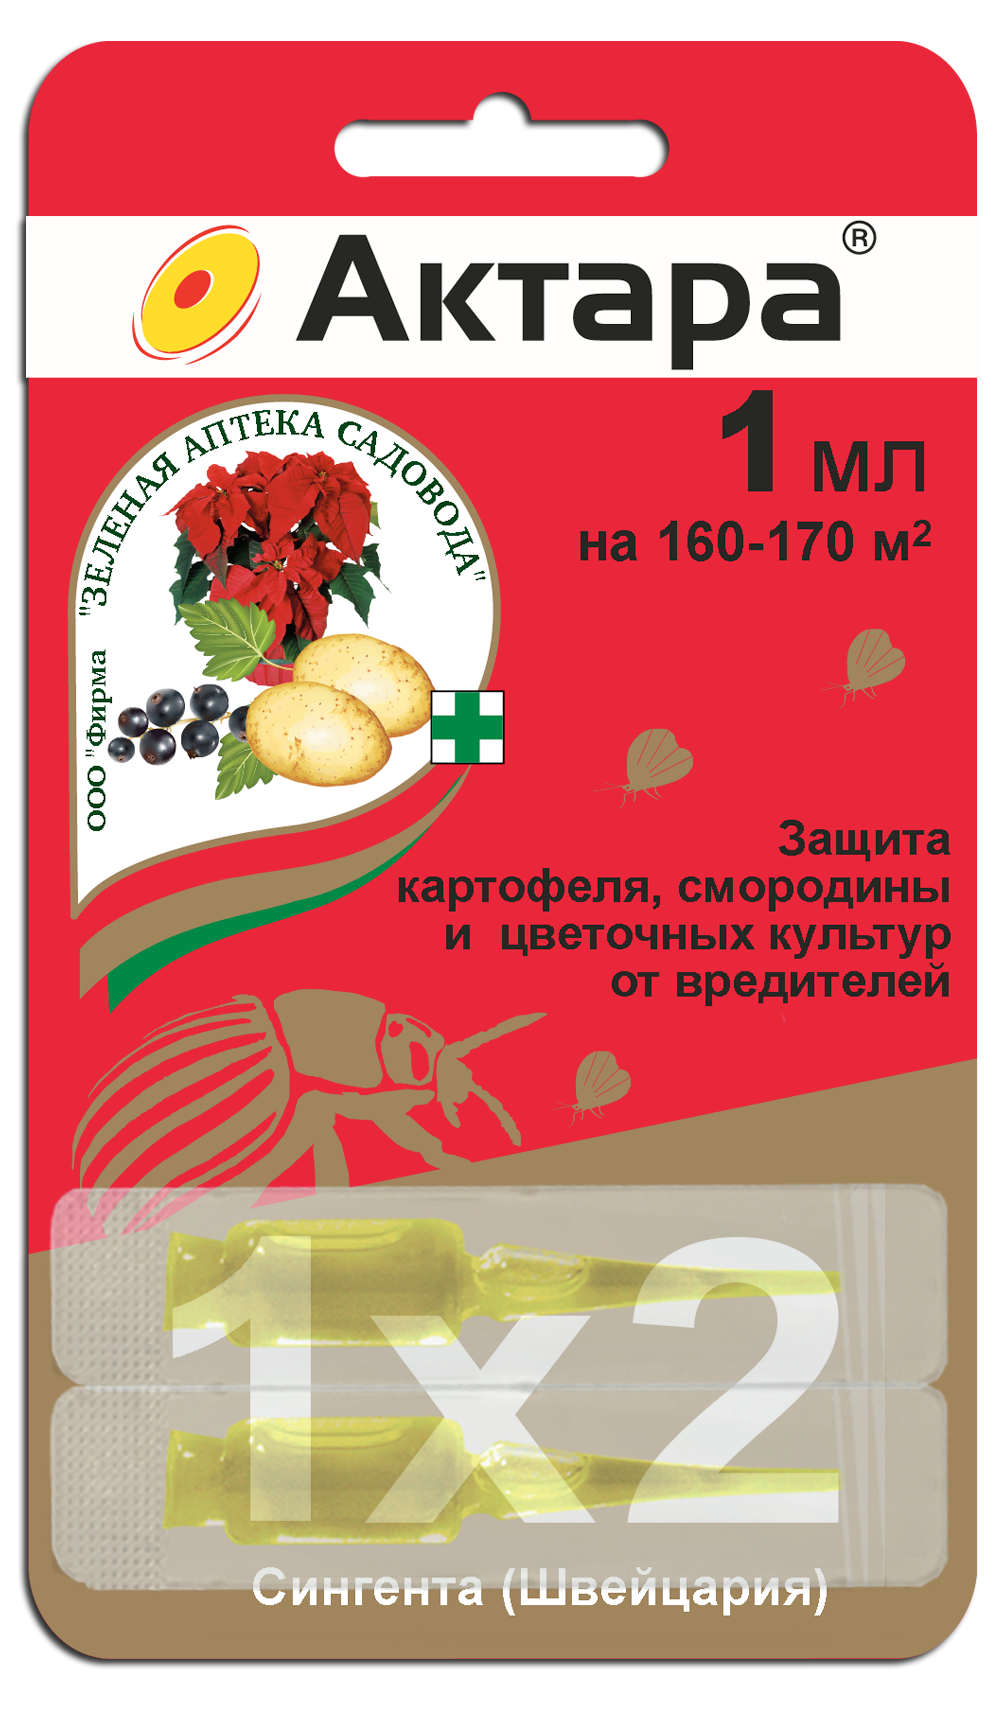 Актара®
1 мл
на 160-170 м²
ООО "Фирма "ЗЕЛЕНАЯ АПТЕКА САДОВОДА"
Защита
картофеля, смородины
и цветочных культур
от вредителей
1х2
Сингента (Швейцария)